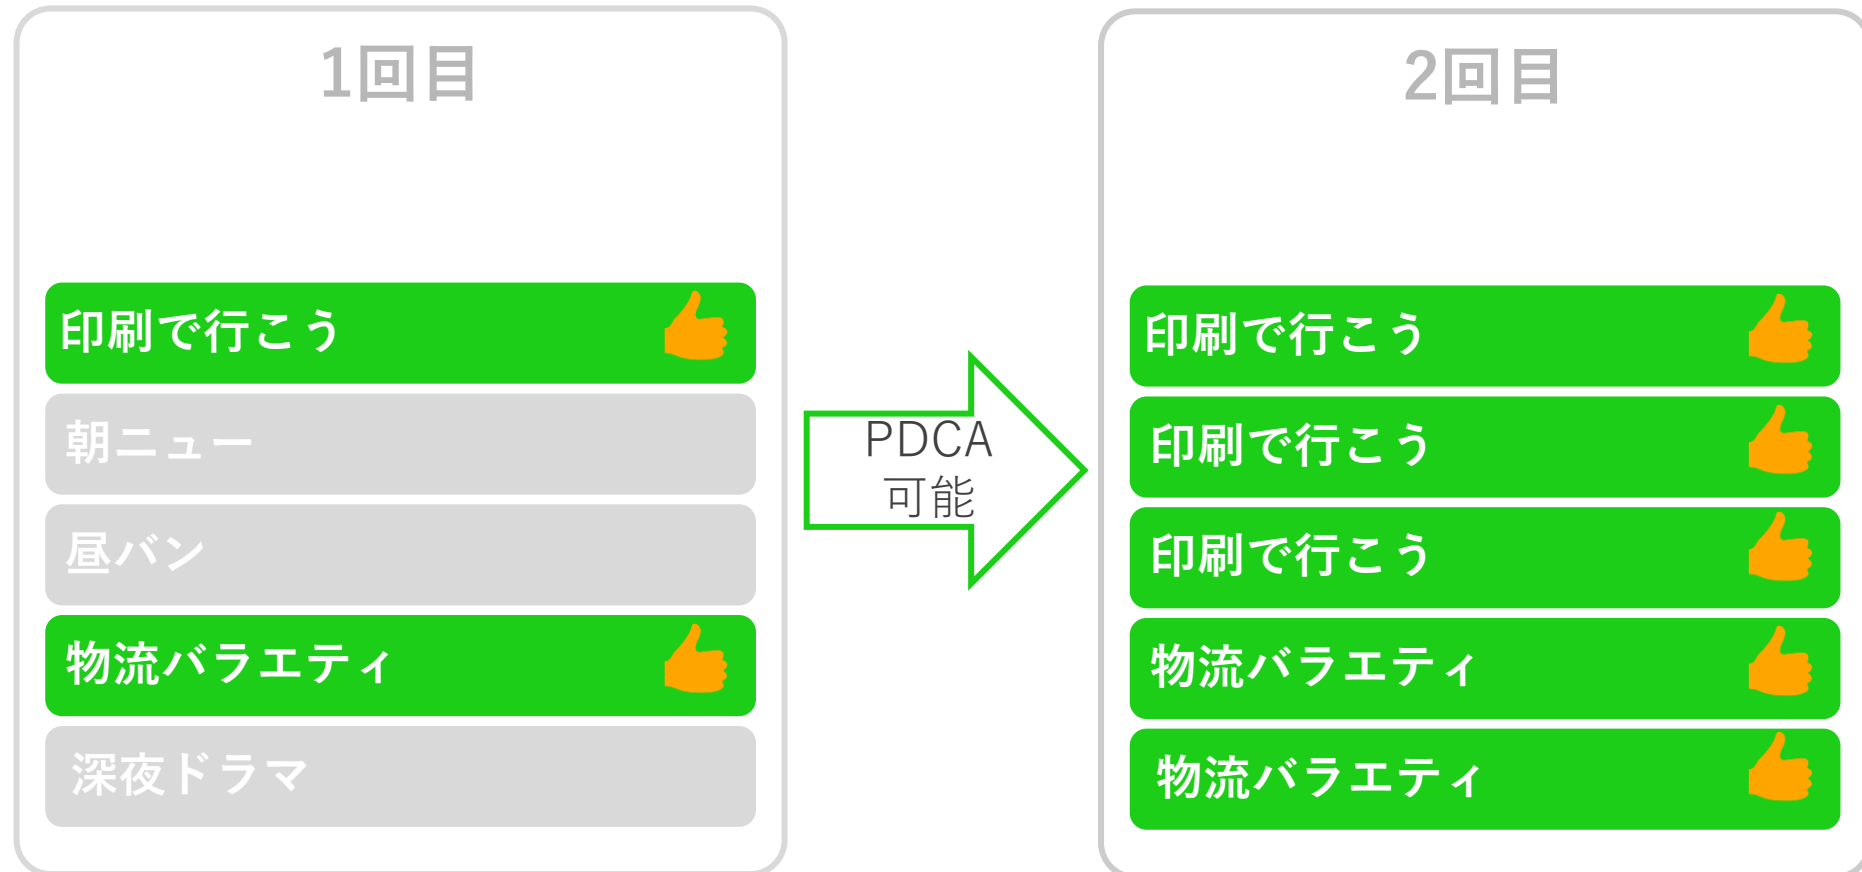 1回目
印刷で行こう
朝ニュー
昼バン
物流バラエティ
深夜ドラマ
PDCA
可能
2回目
印刷で行こう
印刷で行こう
印刷で行こう
物流バラエティ
物流バラエティ